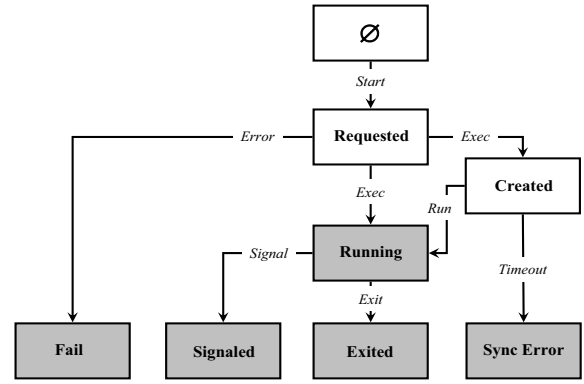 ∅
Start
Error
Requested
Exec
Exec
Created
Run
Signal
Running
Timeout
Exit
Fail
Signaled
Exited
Sync Error